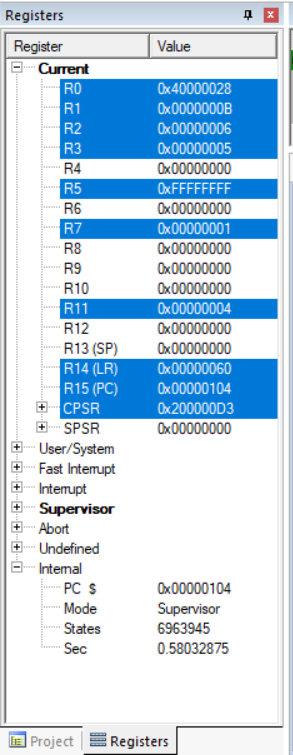 Registers
Register Value
Current
R0 0x40000028
R1 0x0000000B
R2 0x00000006
R3 0x00000005
R4 0x00000000
R5 0xFFFFFFFF
R6 0x00000000
R7 0x00000001
R8 0x00000000
R9 0x00000000
R10 0x00000000
R11 0x00000004
R12 0x00000000
R13 (SP) 0x00000000
R14 (LR) 0x00000060
R15 (PC) 0x00000104
CPSR 0x200000D3
SPSR 0x00000000
User/System
Fast Interrupt
Interrupt
Supervisor
Abort
Undefined
Internal
PC $ 0x00000104
Mode Supervisor
States 6963945
Sec 0.58032875
Project Registers